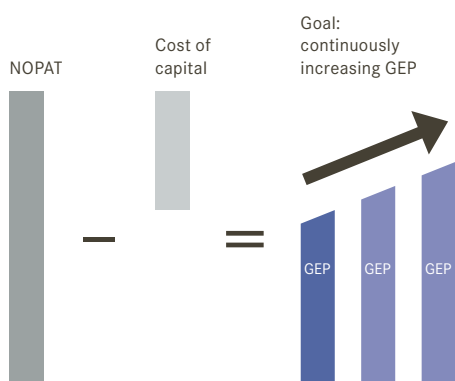 NOPAT
Cost of
capital
Goal:
continuously
increasing GEP
GEP
GEP
GEP